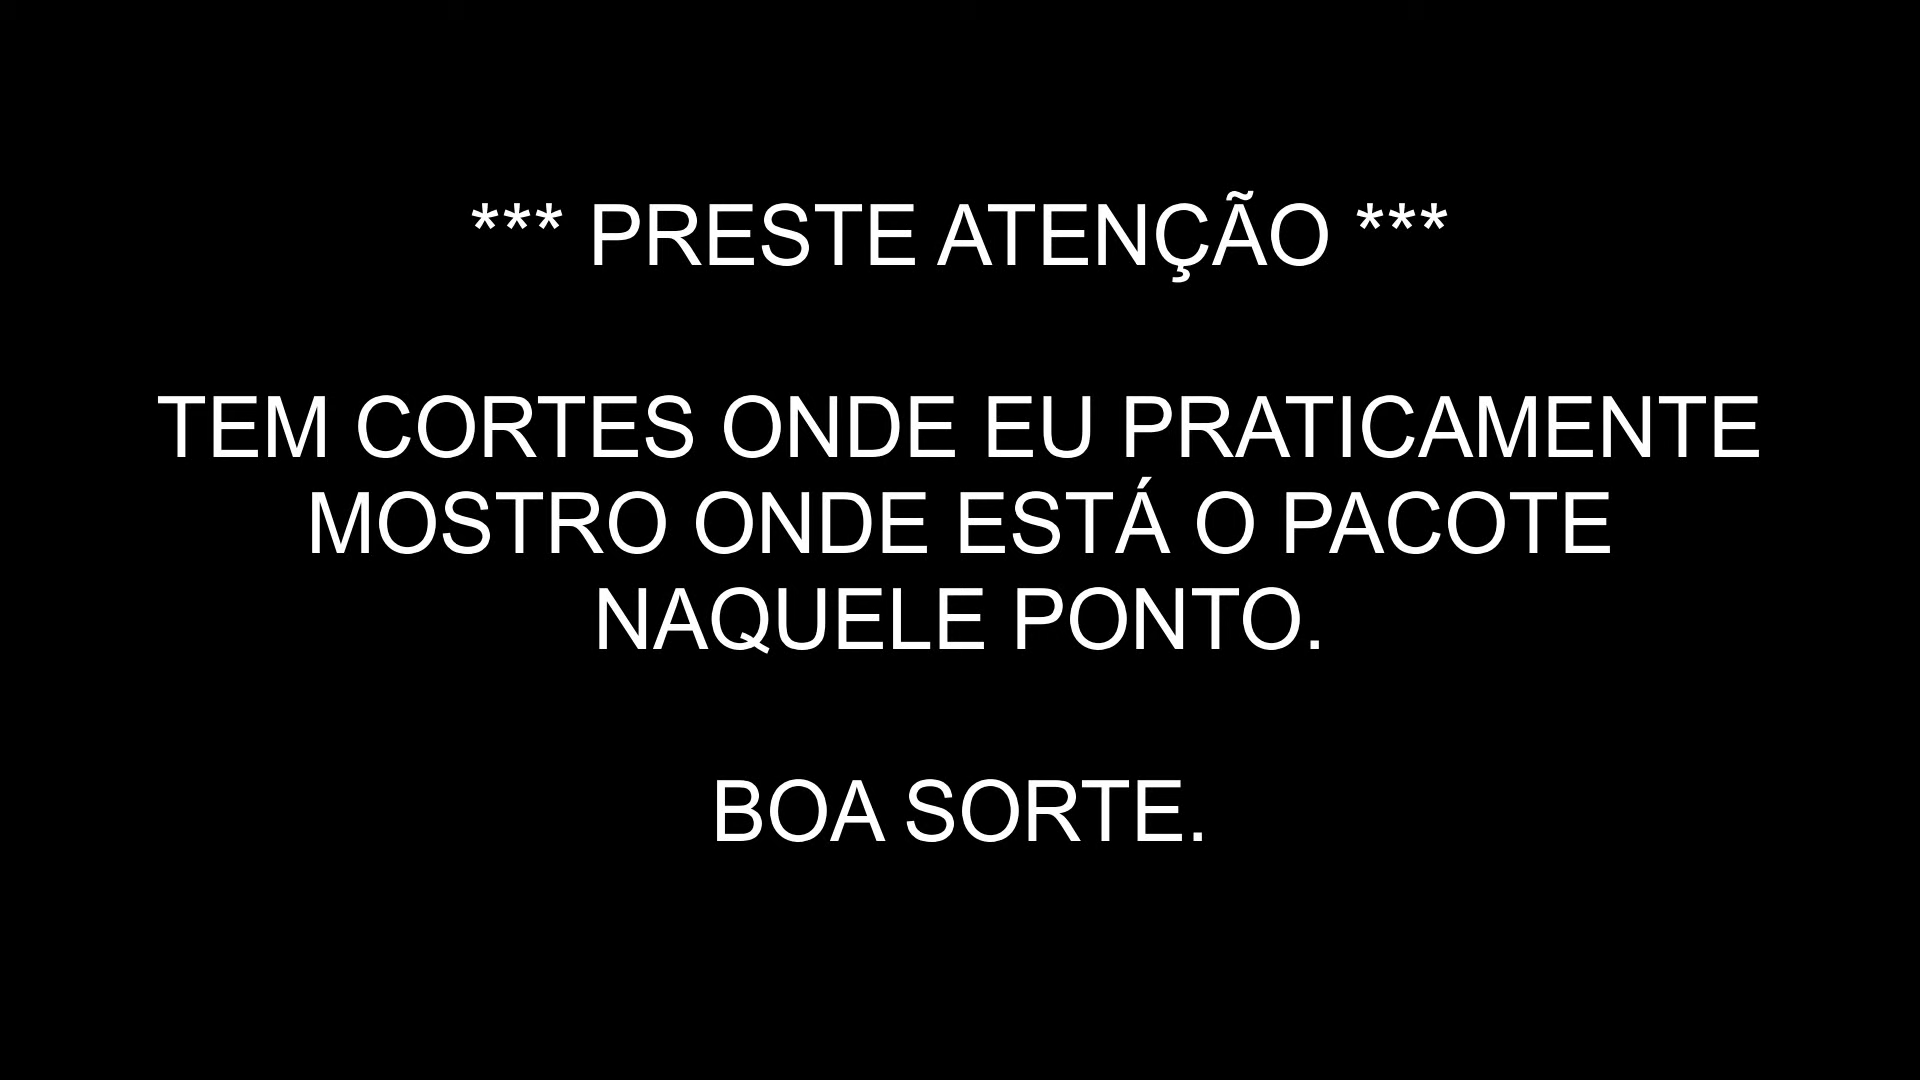 *** PRESTE ATENÇÃO ***
TEM CORTES ONDE EU PRATICAMENTE
MOSTRO ONDE ESTÁ O PACOTE
NAQUELE PONTO.
BOA SORTE.